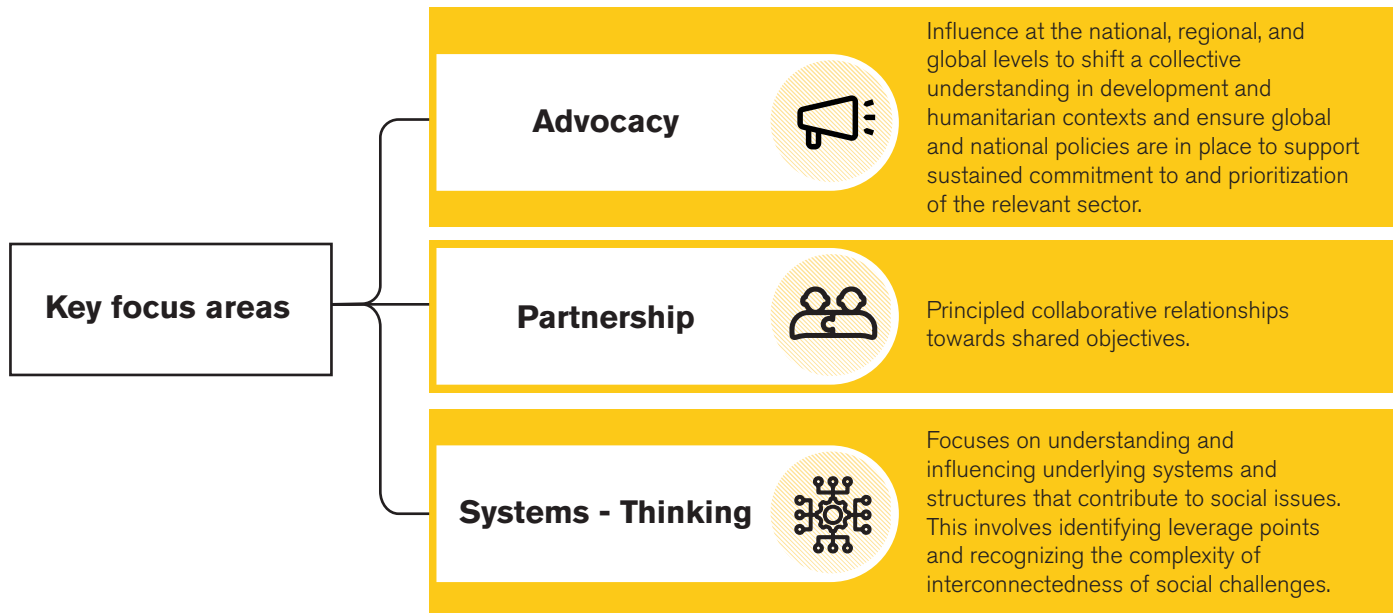 Key focus areas
Advocacy
Influence at the national, regional, and
global levels to shift a collective
understanding in development and
humanitarian contexts and ensure global
and national policies are in place to support
sustained commitment to and prioritization
of the relevant sector.
Partnership
Principled collaborative relationships
towards shared objectives.
Systems - Thinking
Focuses on understanding and
influencing underlying systems and
structures that contribute to social issues.
This involves identifying leverage points
and recognizing the complexity of
interconnectedness of social challenges.